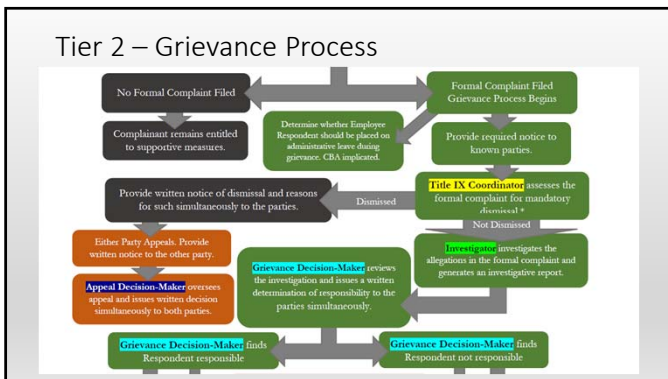 Tier 2 – Grievance Process
No Formal Complaint Filed
Formal Complaint Filed
Grievance Process Begins
Complainant remains entitled
to supportive measures.
Determine whether Employee
Respondent should be placed on
administrative leave during
grievance. CBA implicated.
Provide required notice to
known parties.
Provide written notice of dismissal and reasons
for such simultaneously to the parties.
Dismissed
Title IX Coordinator assesses the
formal complaint for mandatory
dismissal.*
Not Dismissed
Either Party Appeals. Provide
written notice to the other party.
Investigator investigates the
allegations in the formal complaint and
generates an investigative report.
Grievance Decision-Maker reviews
the investigation and issues a written
determination of responsibility to the
parties simultaneously.
Appeal Decision-Maker oversees
appeal and issues written decision
simultaneously to both parties.
Grievance Decision-Maker finds
Respondent responsible
Grievance Decision-Maker finds
Respondent not responsible